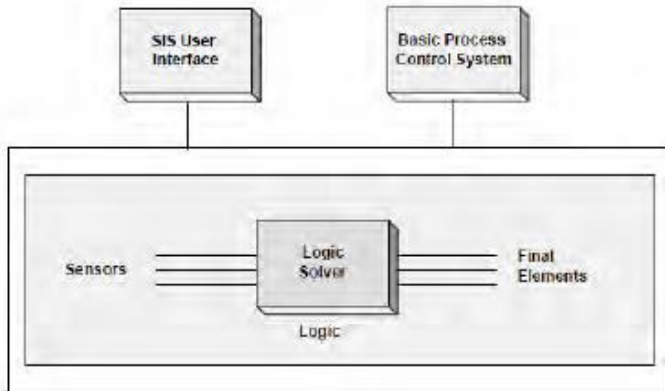 SIS User
Interface
Basic Process
Control System
Sensors
Logic
Solver
Final
Elements
Logic